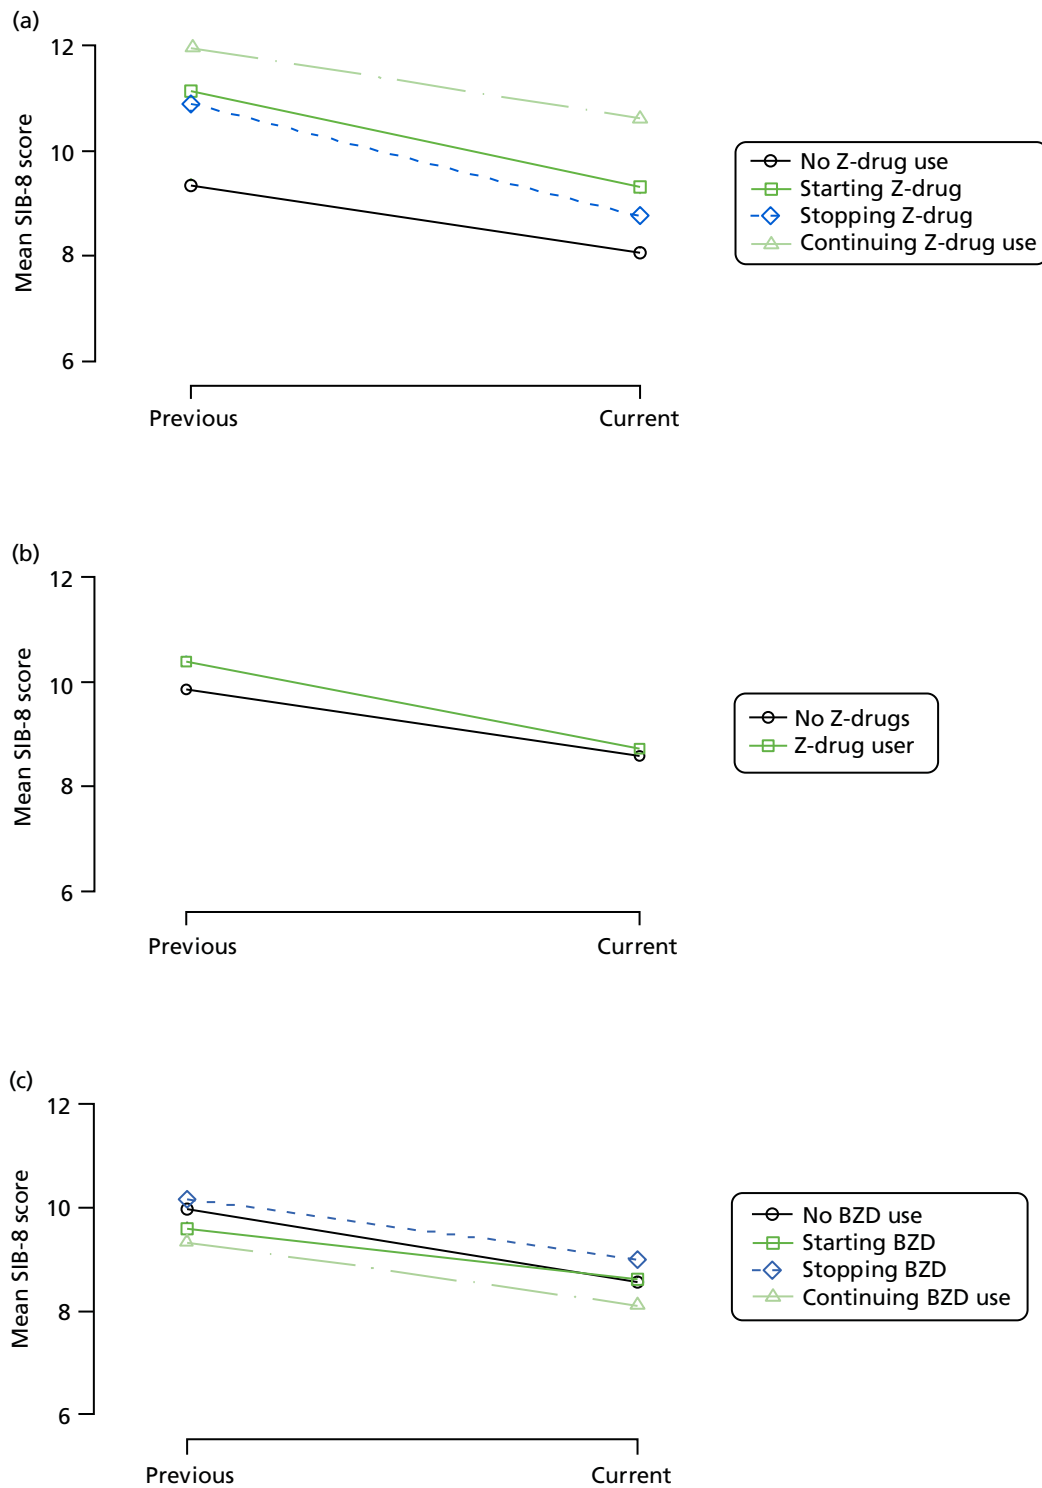 (a)
12
10
8
6
Mean SIB-8 score
Previous
Current
No Z-drug use
Starting Z-drug
Stopping Z-drug
Continuing Z-drug use
(b)
12
10
8
6
Mean SIB-8 score
Previous
Current
No Z-drugs
Z-drug user
(c)
12
10
8
6
Mean SIB-8 score
Previous
Current
No BZD use
Starting BZD
Stopping BZD
Continuing BZD use